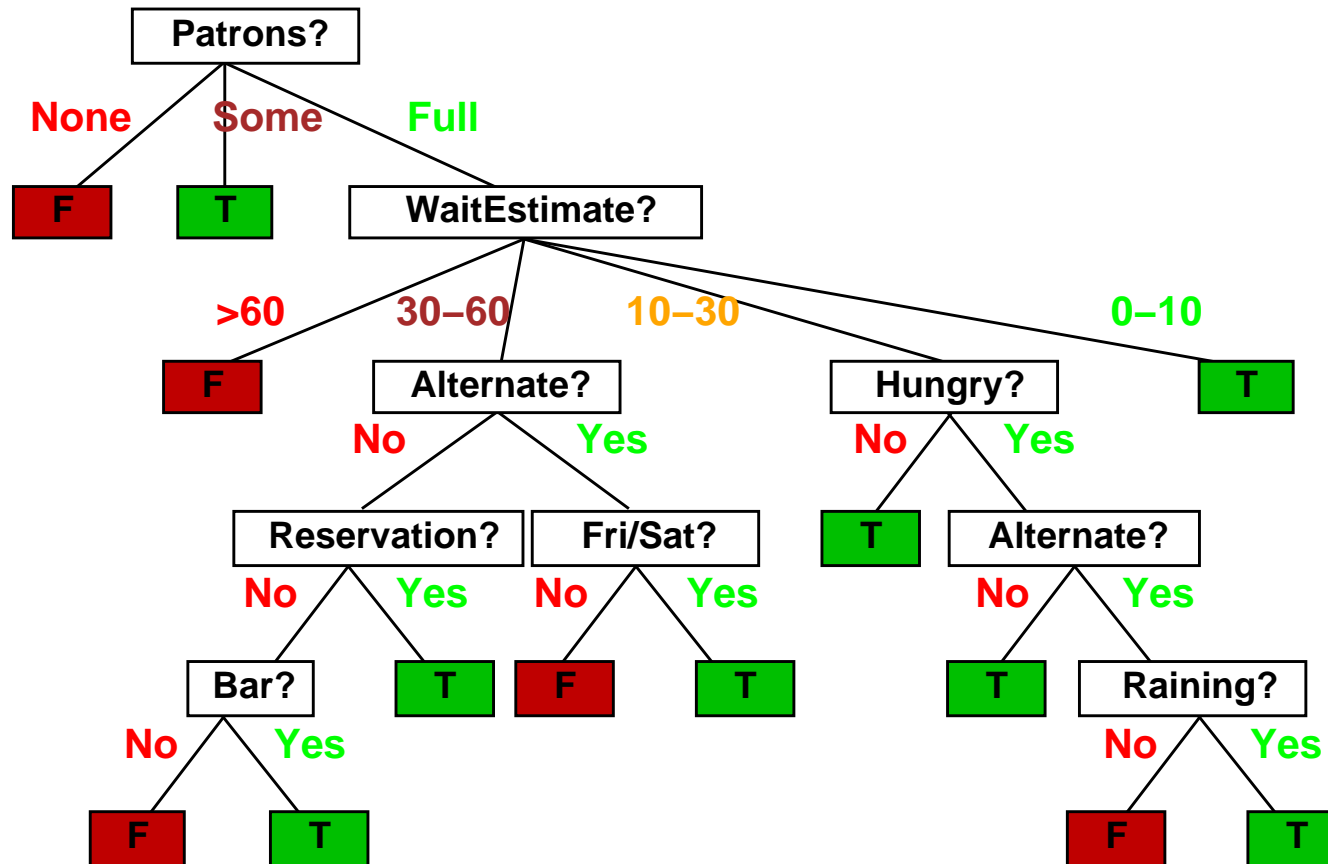 Patrons?
None Some Full
F T WaitEstimate?
>60 30–60 10–30 0–10
F Alternate? Hungry? T
No Yes No Yes
Reservation? Fri/Sat? T Alternate?
No Yes No Yes No Yes
Bar? T F T T Raining?
No Yes No Yes
F T F T